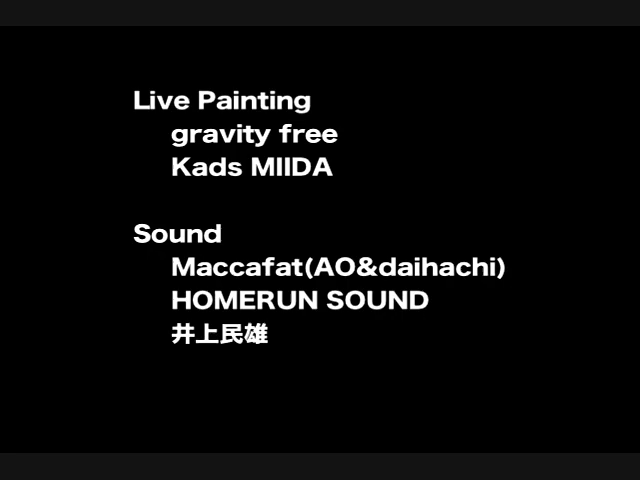 Live Painting
gravity free
Kads MIIDA
Sound
Maccafat(AO&daihachi)
HOMERUN SOUND
井上民雄